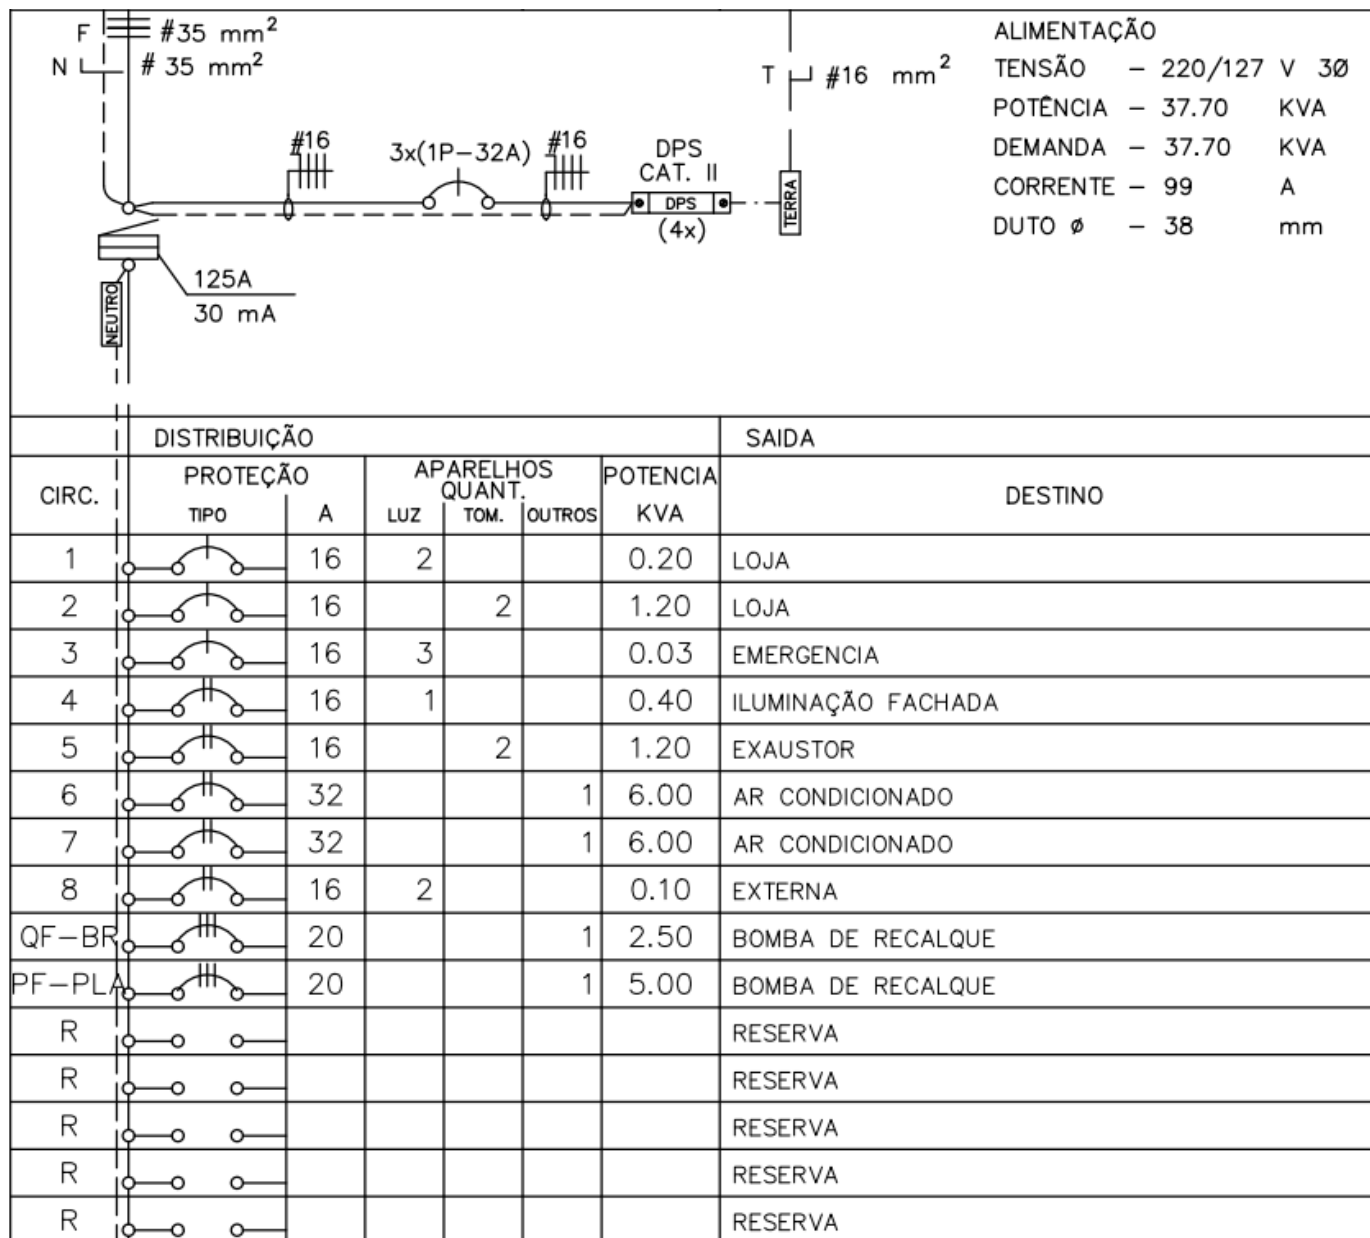 F #35 mm²
N # 35 mm²
T #16 mm²
#16
3x(1P-32A)
#16
DPS
CAT. II
DPS
(4x)
TERRA
125A
30 mA
NEUTRO
ALIMENTAÇÃO
TENSÃO - 220/127 V 3Ø
POTÊNCIA - 37.70 KVA
DEMANDA - 37.70 KVA
CORRENTE - 99 A
DUTO ø - 38 mm
DISTRIBUIÇÃO SAIDA
CIRC. PROTEÇÃO APARELHOS QUANT. POTENCIA KVA DESTINO
TIPO A LUZ TOM. OUTROS
1 16 2 0.20 LOJA
2 16 2 1.20 LOJA
3 16 3 0.03 EMERGENCIA
4 16 1 0.40 ILUMINAÇÃO FACHADA
5 16 2 1.20 EXAUSTOR
6 32 1 6.00 AR CONDICIONADO
7 32 1 6.00 AR CONDICIONADO
8 16 2 0.10 EXTERNA
QF-BR 20 1 2.50 BOMBA DE RECALQUE
PF-PLA 20 1 5.00 BOMBA DE RECALQUE
R RESERVA
R RESERVA
R RESERVA
R RESERVA
R RESERVA